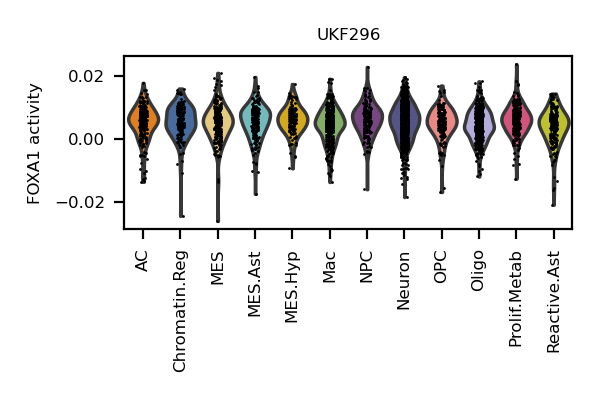 UKF296
FOXA1 activity
0.02
0.00
−0.02
AC
Chromatin.Reg
MES
MES.Ast
MES.Hyp
Mac
NPC
Neuron
OPC
Oligo
Prolif.Metab
Reactive.Ast